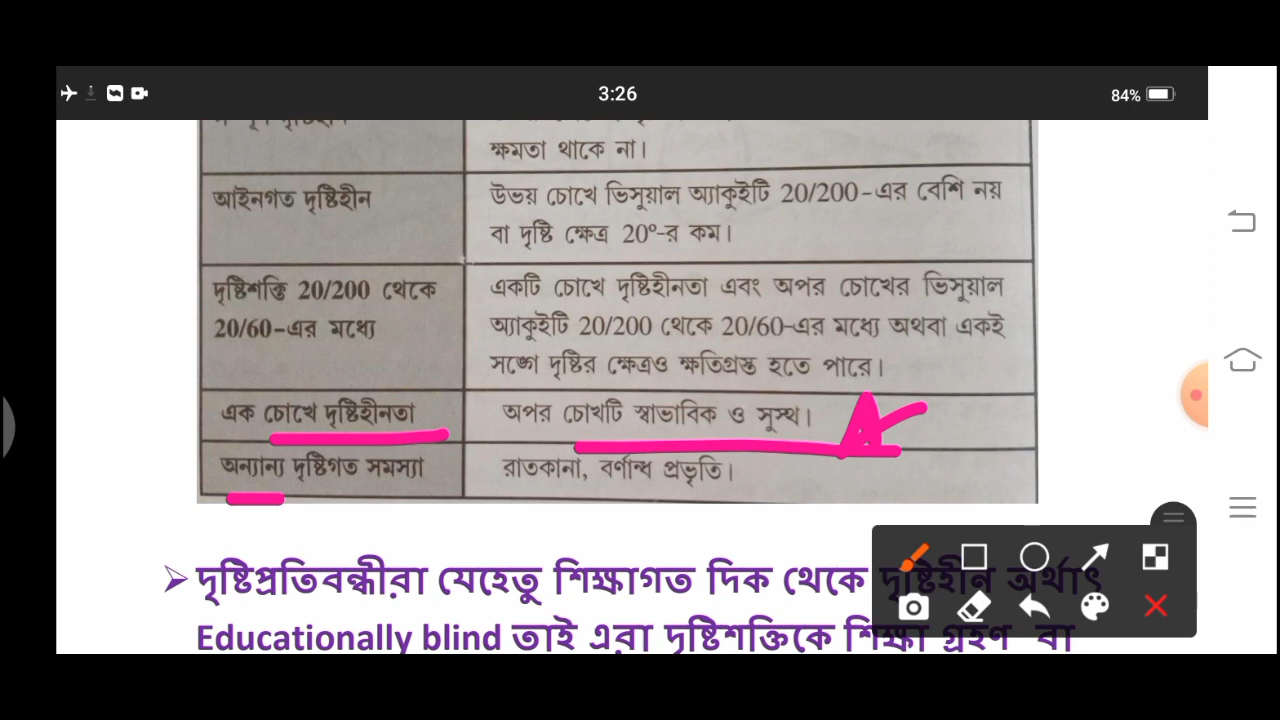 3:26
84%
ক্ষমতা থাকে না।
আইনগত দৃষ্টিহীন
উভয় চোখে ভিসুয়াল অ্যাকুইটি 20/200-এর বেশি নয়
বা দৃষ্টি ক্ষেত্র 20°-র কম।
দৃষ্টিশক্তি 20/200 থেকে
20/60-এর মধ্যে
একটি চোখে দৃষ্টিহীনতা এবং অপর চোখের ভিসুয়াল
অ্যাকুইটি 20/200 থেকে 20/60-এর মধ্যে অথবা একই
সঙ্গে দৃষ্টির ক্ষেত্রও ক্ষতিগ্রস্ত হতে পারে।
এক চোখে দৃষ্টিহীনতা
অপর চোখটি স্বাভাবিক ও সুস্থ।
অন্যান্য দৃষ্টিগত সমস্যা
রাতকানা, বর্ণান্ধ প্রভৃতি।
➢ দৃষ্টিপ্রতিবন্ধীরা যেহেতু শিক্ষাগত দিক থেকে দৃষ্টিহীন অর্থাৎ
Educationally blind তাই এরা দৃষ্টিশক্তিকে শিক্ষা গ্রহণ বা